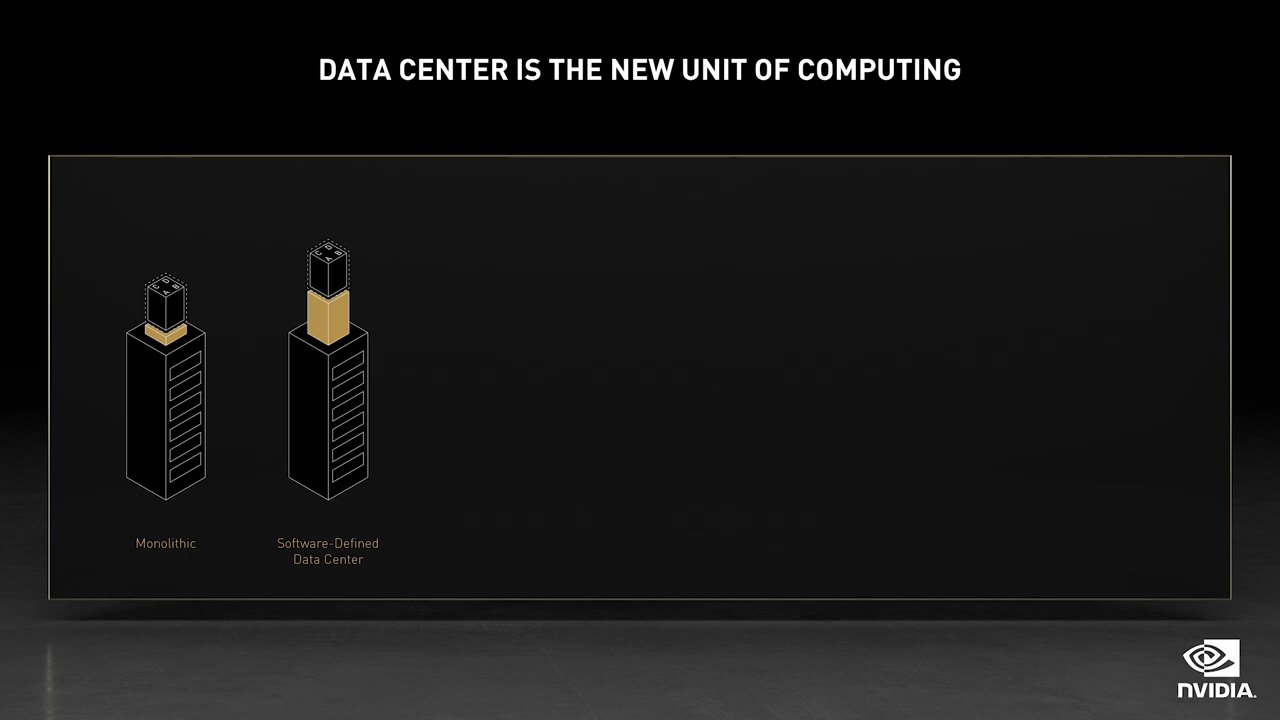 DATA CENTER IS THE NEW UNIT OF COMPUTING
C D
A B
C D
A B
Monolithic
Software-Defined
Data Center
NVIDIA.